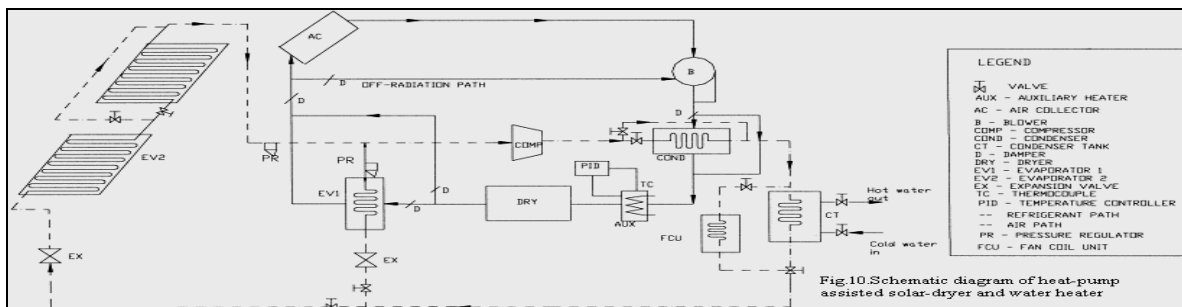 AC
B
D
OFF-RADIATION PATH
D
D
EV2
PR
COMP
COND
PR
PID
TC
EV1
D
D
DRY
AUX
FCU
CT
Hot water
out
Cold water
in
EX
EX
LEGEND
VALVE
AUX - AUXILIARY HEATER
AC - AIR COLLECTOR
B - BLOWER
COMP - COMPRESSOR
COND - CONDENSER
CT - CONDENSER TANK
D - DAMPER
DRY - DRYER
EV1 - EVAPORATOR 1
EV2 - EVAPORATOR 2
EX - EXPANSION VALVE
TC - THERMOCOUPLE
PID - TEMPERATURE CONTROLLER
-- REFRIGERANT PATH
-- AIR PATH
PR - PRESSURE REGULATOR
FCU - FAN COIL UNIT
Fig.10.Schematic diagram of heat-pump
assisted solar-dryer and water heater